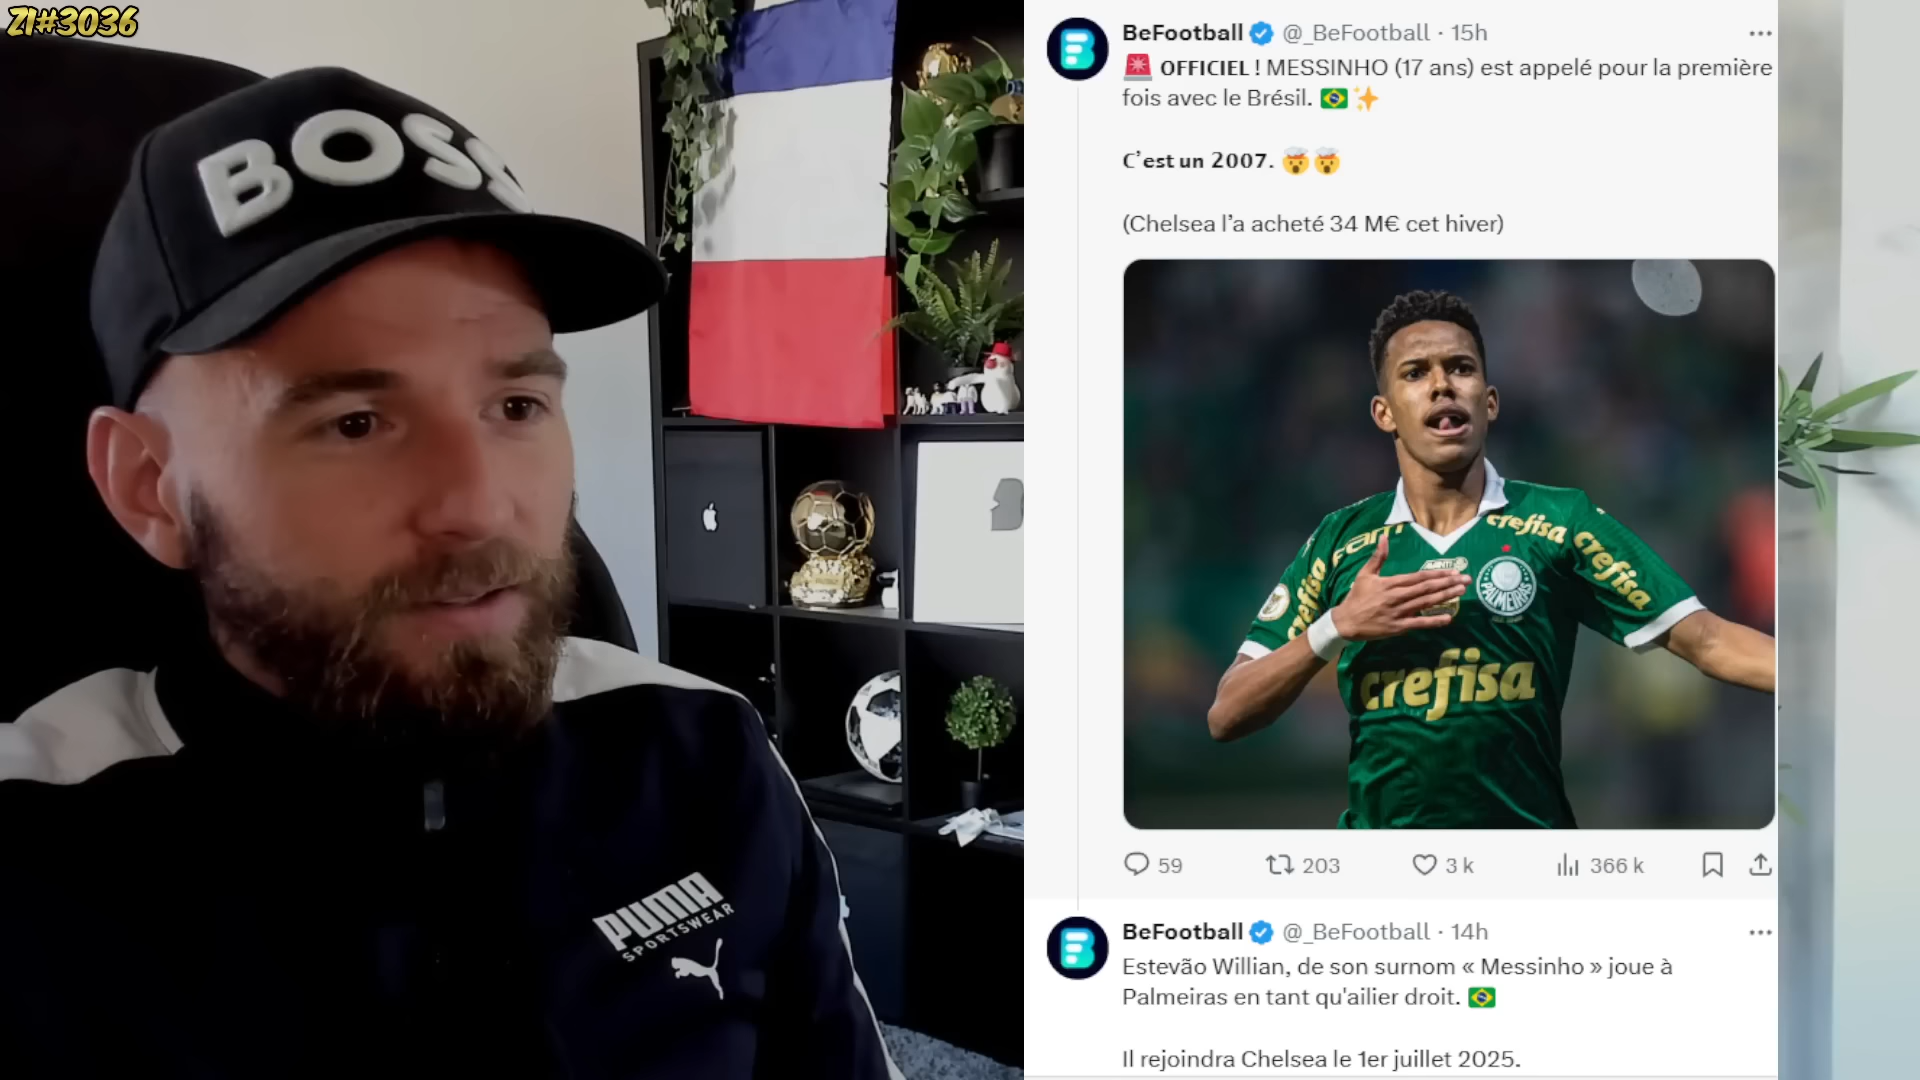 ZI#3036
BOSS
PUMA
SPORTSWEAR
BeFootball @_BeFootball · 15h
🚨 OFFICIEL ! MESSINHO (17 ans) est appelé pour la première
fois avec le Brésil. 🇧🇷✨
C'est un 2007. 🤯🤯
(Chelsea l'a acheté 34 M€ cet hiver)
crefisa
crefisa
crefisa
FAM
PALMEIRAS
crefisa
59 203 3 k 366 k
BeFootball @_BeFootball · 14h
Estevão Willian, de son surnom « Messinho » joue à
Palmeiras en tant qu'ailier droit. 🇧🇷
Il rejoindra Chelsea le 1er juillet 2025.